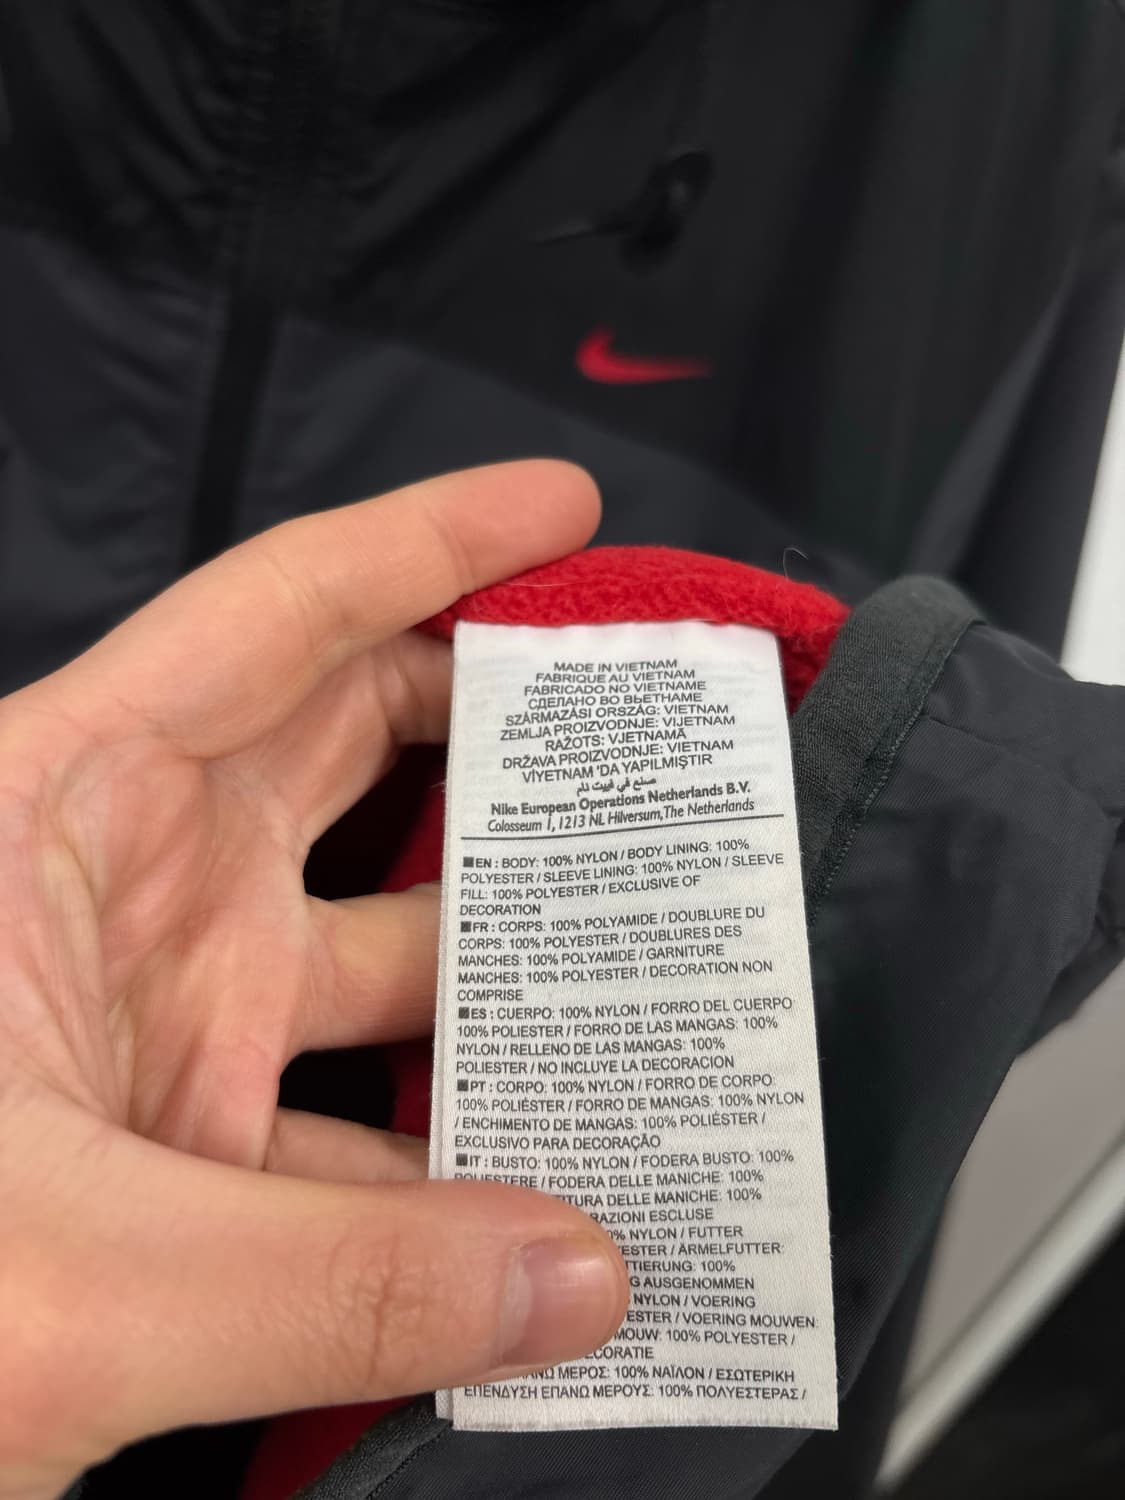 MADE IN VIETNAM
FABRIQUE AU VIETNAM
FABRICADO NO VIETNAME
СДЕЛАНО ВО ВЬЕТНАМЕ
SZÁRMAZÁSI ORSZÁG: VIETNAM
ZEMLJA PROIZVODNJE: VIJETNAM
RAŽOTS: VJETNAMĀ
DRŽAVA PROIZVODNJE: VIETNAM
VİYETNAM 'DA YAPILMIŞTIR
صنع في فييت نام
Nike European Operations Netherlands B.V.
Colosseum 1, 1213 NL Hilversum, The Netherlands
EN : BODY: 100% NYLON / BODY LINING: 100%
POLYESTER / SLEEVE LINING: 100% NYLON / SLEEVE
FILL: 100% POLYESTER / EXCLUSIVE OF
DECORATION
FR : CORPS: 100% POLYAMIDE / DOUBLURE DU
CORPS: 100% POLYESTER / DOUBLURES DES
MANCHES: 100% POLYAMIDE / GARNITURE
MANCHES: 100% POLYESTER / DECORATION NON
COMPRISE
ES : CUERPO: 100% NYLON / FORRO DEL CUERPO
100% POLIESTER / FORRO DE LAS MANGAS: 100%
NYLON / RELLENO DE LAS MANGAS: 100%
POLIESTER / NO INCLUYE LA DECORACION
PT : CORPO: 100% NYLON / FORRO DE CORPO:
100% POLIÉSTER / FORRO DE MANGAS: 100% NYLON
/ ENCHIMENTO DE MANGAS: 100% POLIÉSTER /
EXCLUSIVO PARA DECORAÇÃO
IT : BUSTO: 100% NYLON / FODERA BUSTO: 100%
POLIESTERE / FODERA DELLE MANICHE: 100%
DELLE MANICHE: 100%
ESCLUSE
NYLON / FUTTER
/ ÄRMELFUTTER:
100%
AUSGENOMMEN
NYLON / VOERING
/ VOERING MOUWEN:
100% POLYESTER /
ΜΕΡΟΣ: 100% ΝΑΪΛΟΝ / ΕΣΩΤΕΡΙΚΗ
ΕΠΕΝΔΥΣΗ ΕΠΑΝΩ ΜΕΡΟΥΣ: 100% ΠΟΛΥΕΣΤΕΡΑΣ /